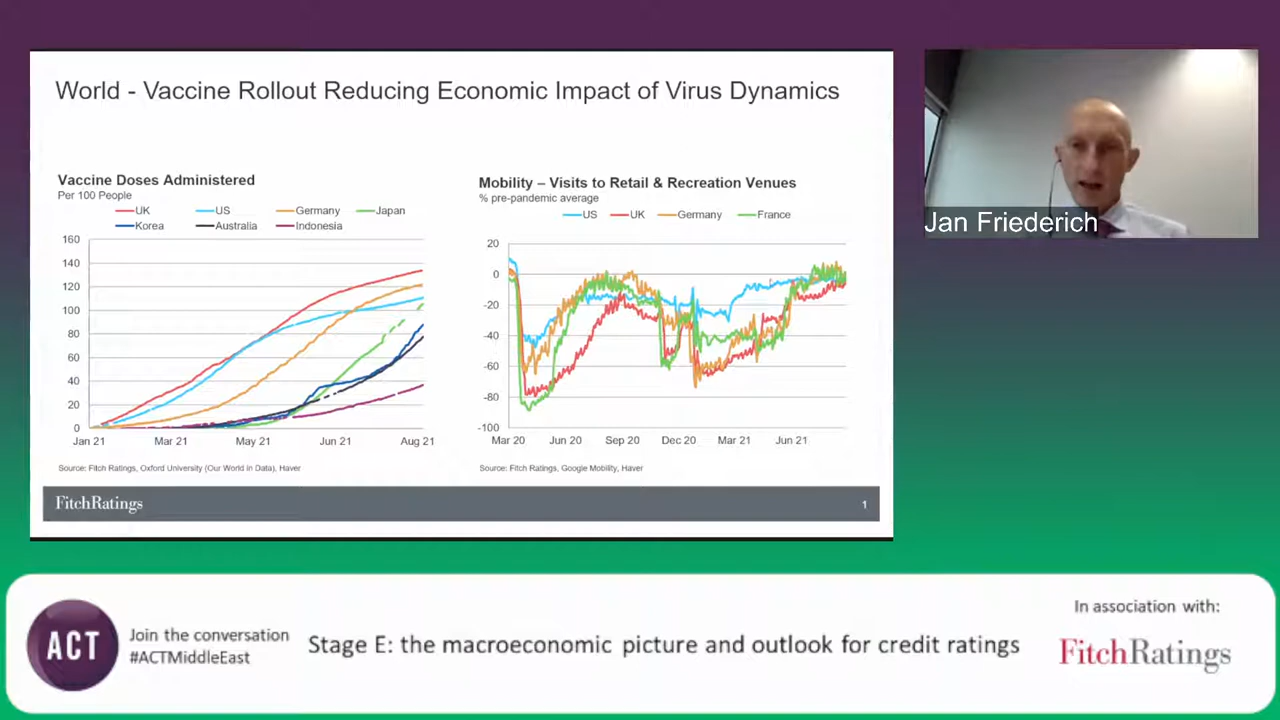 World - Vaccine Rollout Reducing Economic Impact of Virus Dynamics
Vaccine Doses Administered
Per 100 People
UK US Germany Japan
Korea Australia Indonesia
160
140
120
100
80
60
40
20
0
Jan 21 Mar 21 May 21 Jun 21 Aug 21
Source: Fitch Ratings, Oxford University (Our World in Data), Haver
Mobility – Visits to Retail & Recreation Venues
% pre-pandemic average
US UK Germany France
20
0
-20
-40
-60
-80
-100
Mar 20 Jun 20 Sep 20 Dec 20 Mar 21 Jun 21
Source: Fitch Ratings, Google Mobility, Haver
FitchRatings
1
Jan Friederich
ACT
Join the conversation
#ACTMiddleEast
Stage E: the macroeconomic picture and outlook for credit ratings
In association with:
FitchRatings